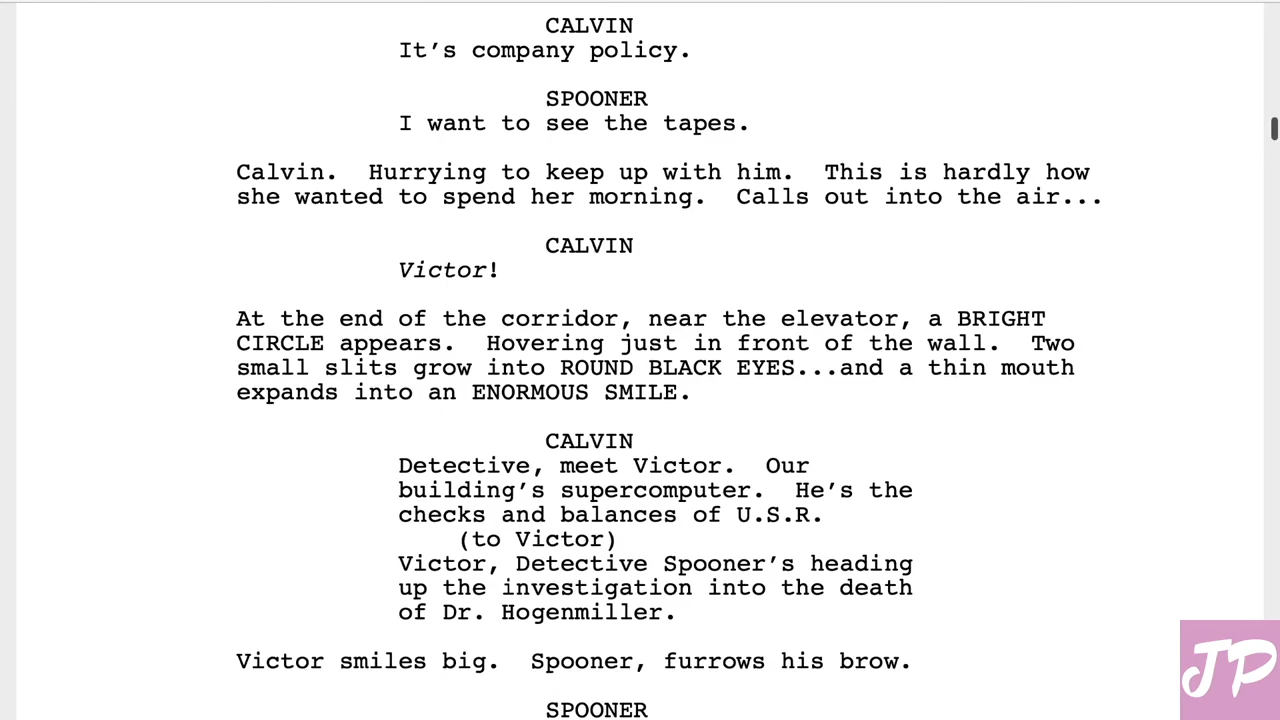 CALVIN
It's company policy.
SPOONER
I want to see the tapes.
Calvin.  Hurrying to keep up with him.  This is hardly how
she wanted to spend her morning.  Calls out into the air...
CALVIN
Victor!
At the end of the corridor, near the elevator, a BRIGHT
CIRCLE appears.  Hovering just in front of the wall.  Two
small slits grow into ROUND BLACK EYES...and a thin mouth
expands into an ENORMOUS SMILE.
CALVIN
Detective, meet Victor.  Our
building's supercomputer.  He's the
checks and balances of U.S.R.
(to Victor)
Victor, Detective Spooner's heading
up the investigation into the death
of Dr. Hogenmiller.
Victor smiles big.  Spooner, furrows his brow.
SPOONER
JP